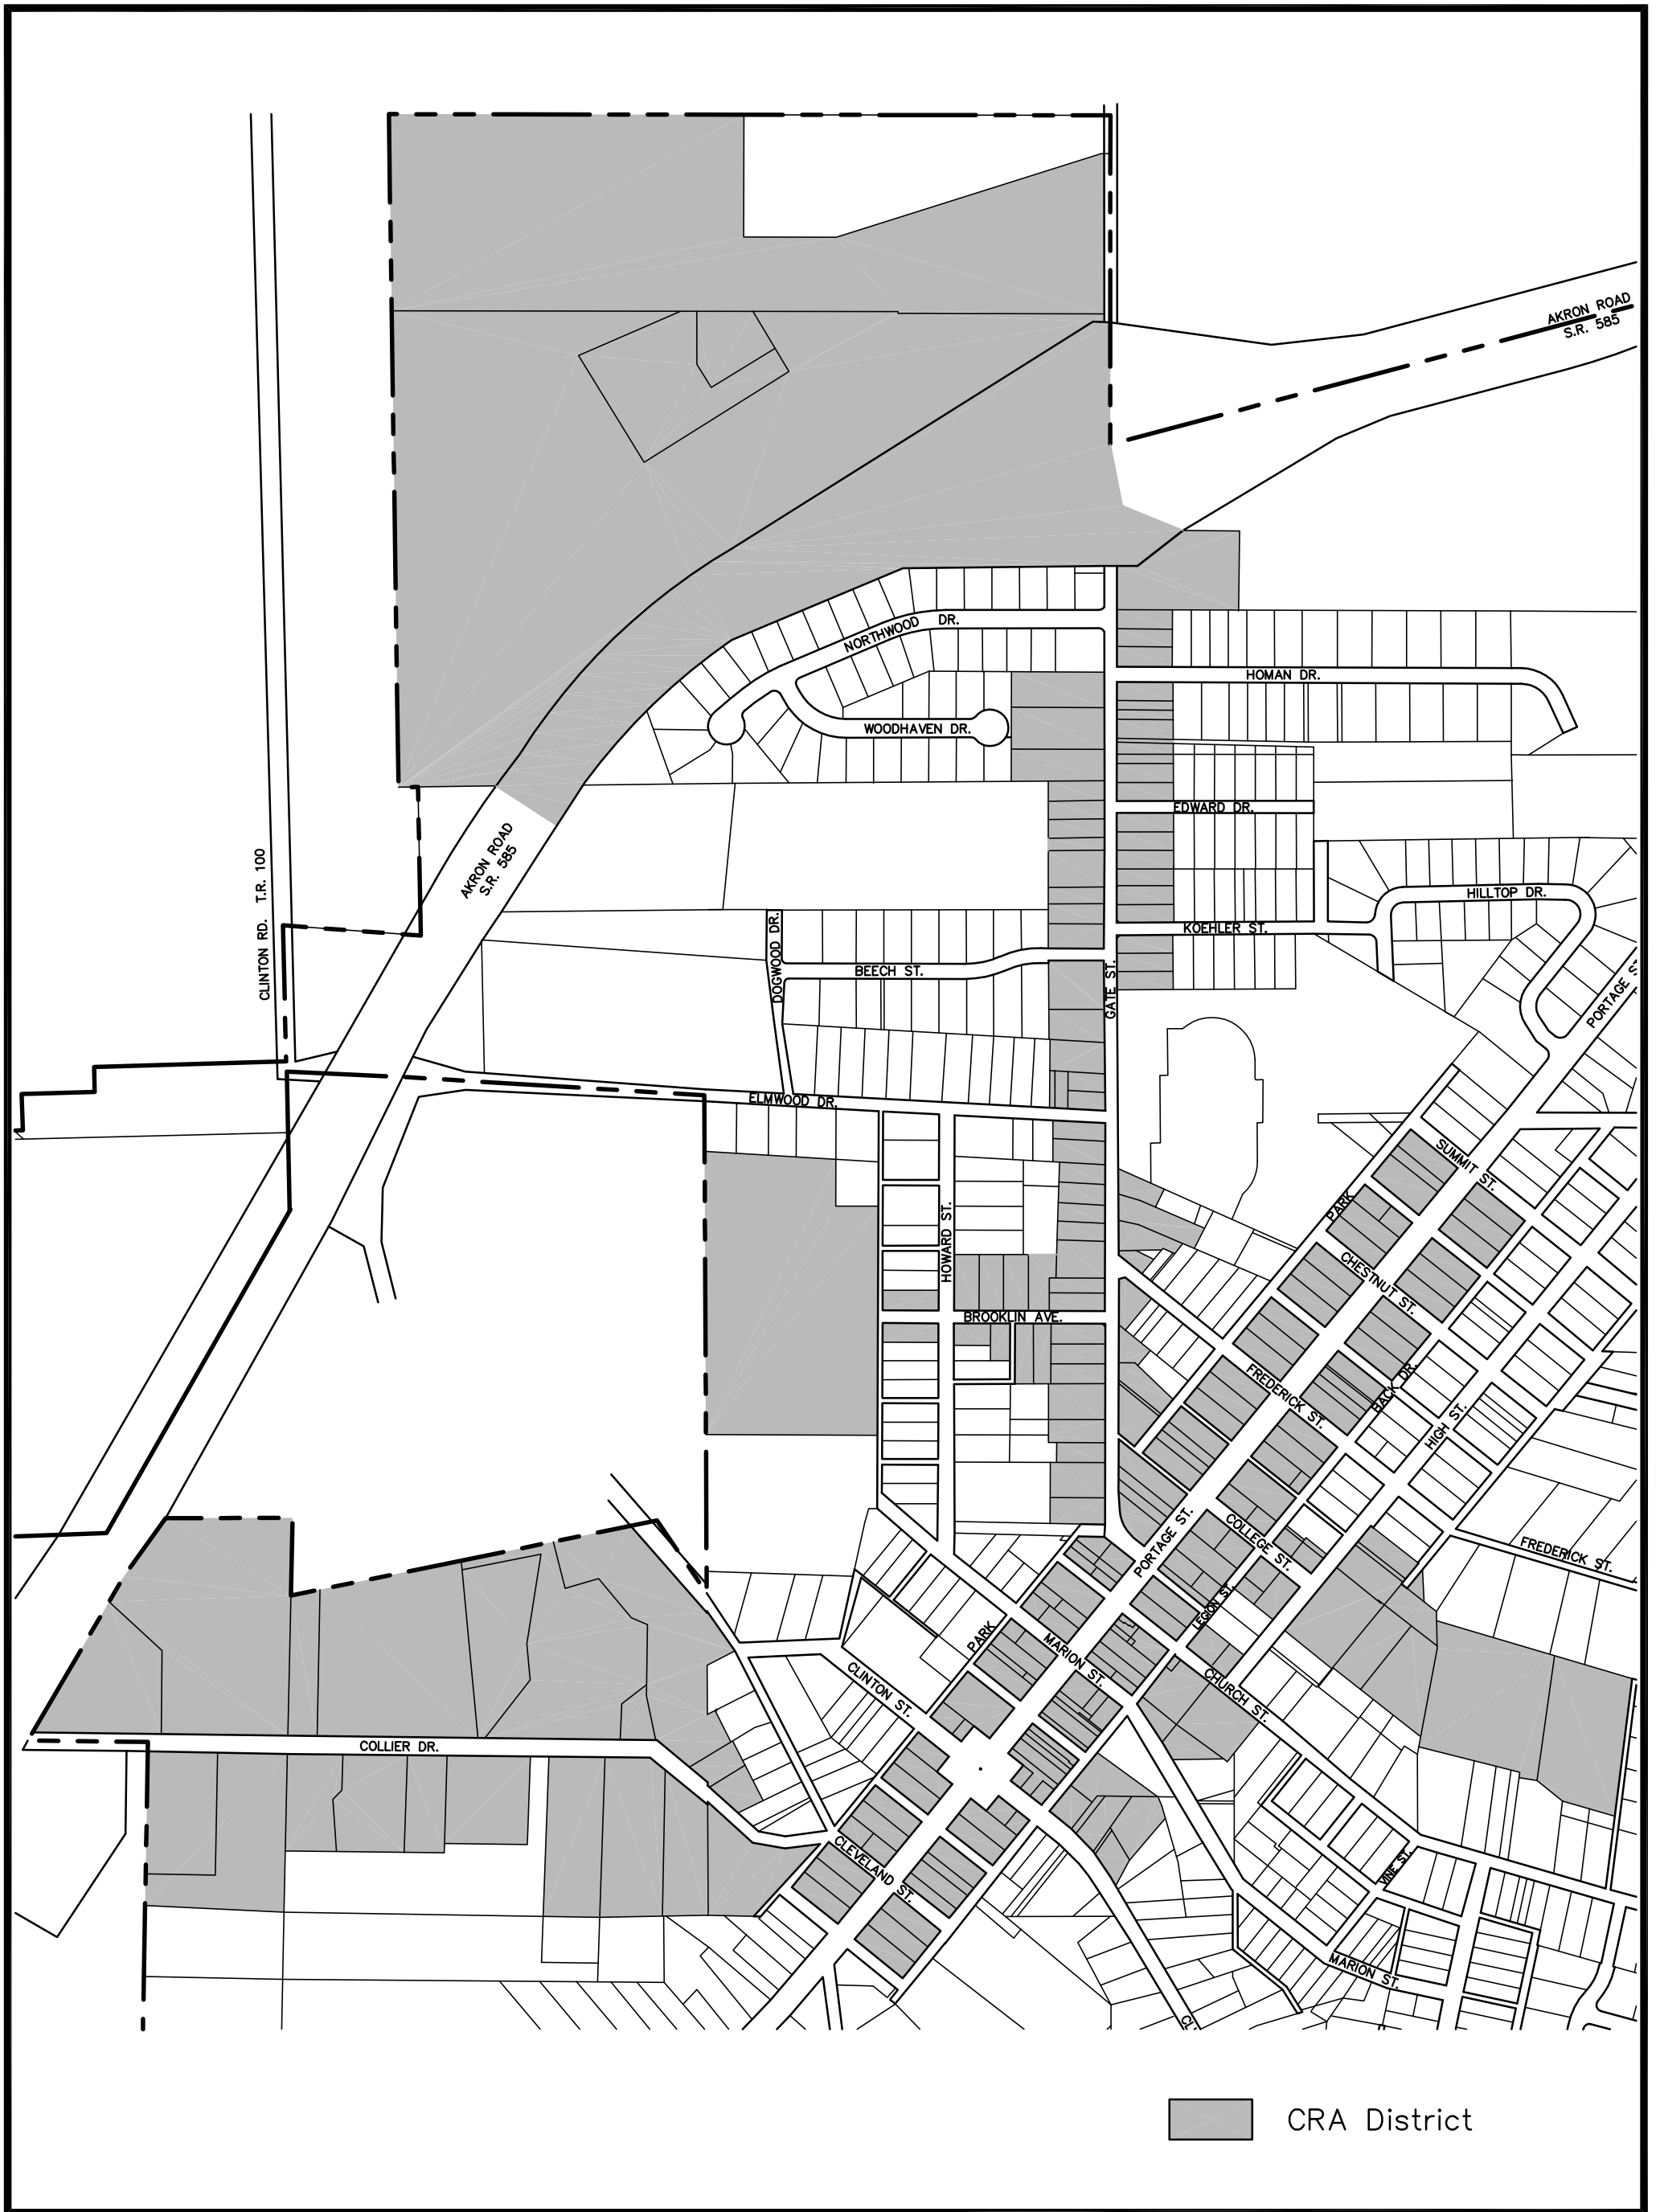 AKRON ROAD
S.R. 585
NORTHWOOD DR.
HOMAN DR.
WOODHAVEN DR.
EDWARD DR.
AKRON ROAD
S.R. 585
CLINTON RD. T.R. 100
HILLTOP DR.
KOEHLER ST.
DOGWOOD DR.
BEECH ST.
GATE ST.
PORTAGE S
ELMWOOD DR.
SUMMIT ST.
PARK
HOWARD ST.
CHESTNUT ST.
BROOKLIN AVE.
FREDERICK ST.
BACK DR.
HIGH ST.
PORTAGE ST.
COLLEGE ST.
FREDERICK ST.
LEGION ST.
PARK
MARION ST.
CLINTON ST.
CHURCH ST.
COLLIER DR.
CLEVELAND ST.
VINE ST.
MARION ST.
CL
CRA District